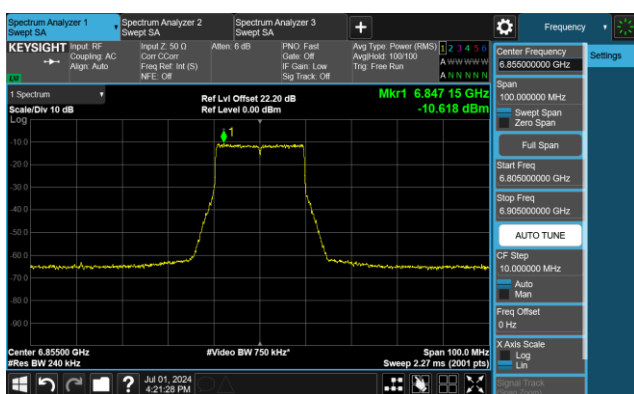 Spectrum Analyzer 1
Swept SA
Spectrum Analyzer 2
Swept SA
Spectrum Analyzer 3
Swept SA
+
Frequency
KEYSIGHT
Input: RF
Coupling: AC
Align: Auto
Input Z: 50 Ω
Corr CCorr
Freq Ref: Int (S)
NFE: Off
Atten: 6 dB
PNO: Fast
Gate: Off
IF Gain: Low
Sig Track: Off
Avg Type: Power (RMS)
Avg|Hold: 100/100
Trig: Free Run
1 2 3 4 5 6
A W W W W W
A N N N N N
1 Spectrum
Scale/Div 10 dB
Log
Ref Lvl Offset 22.20 dB
Ref Level 0.00 dBm
Mkr1 6.847 15 GHz
-10.618 dBm
1
-10.0
-20.0
-30.0
-40.0
-50.0
-60.0
-70.0
-80.0
-90.0
Center 6.85500 GHz
#Res BW 240 kHz
#Video BW 750 kHz*
Span 100.0 MHz
Sweep 2.27 ms (2001 pts)
?
Jul 01, 2024
4:21:28 PM
Settings
Center Frequency
6.855000000 GHz
Span
100.000000 MHz
Swept Span
Zero Span
Full Span
Start Freq
6.805000000 GHz
Stop Freq
6.905000000 GHz
AUTO TUNE
CF Step
10.000000 MHz
Auto
Man
Freq Offset
0 Hz
X Axis Scale
Log
Lin
Signal Track
(Span Zoom)